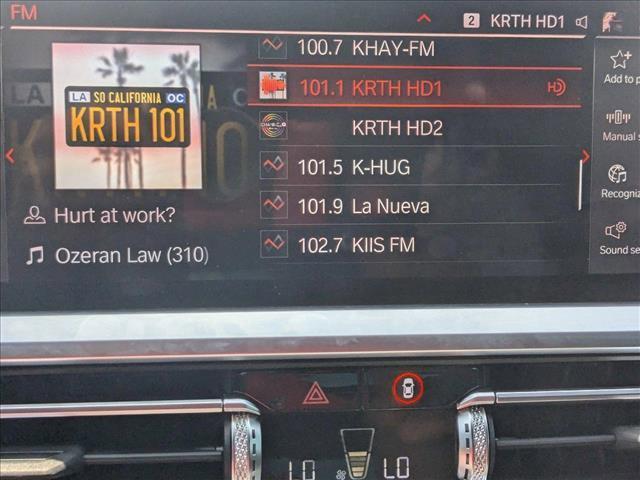 FM
2 KRTH HD1
100.7 KHAY-FM
101.1 KRTH HD1 HD
KRTH HD2
101.5 K-HUG
101.9 La Nueva
102.7 KIIS FM
LA SO CALIFORNIA OC
KRTH 101
Hurt at work?
Ozeran Law (310)
Add to p
Manual s
Recogniz
Sound se
LO LO